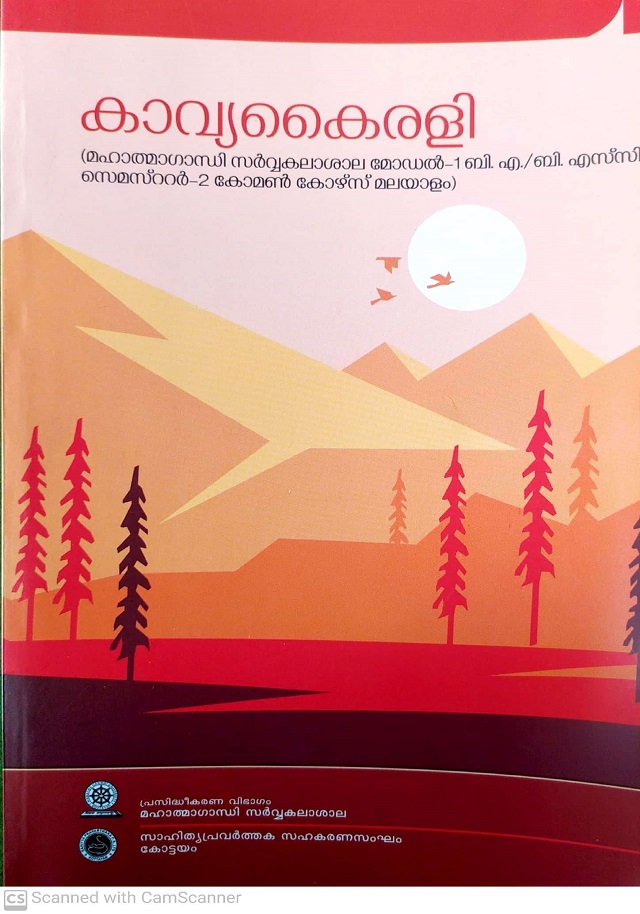 കാവ്യകൈരളി
(മഹാത്മാഗാന്ധി സർവ്വകലാശാല മോഡൽ-1 ബി. എ./ബി. എസ്സി
സെമസ്റ്റർ-2 കോമൺ കോഴ്സ് മലയാളം)
പ്രസിദ്ധീകരണ വിഭാഗം
മഹാത്മാഗാന്ധി സർവ്വകലാശാല
സാഹിത്യപ്രവർത്തക സഹകരണസംഘം
കോട്ടയം
CS Scanned with CamScanner